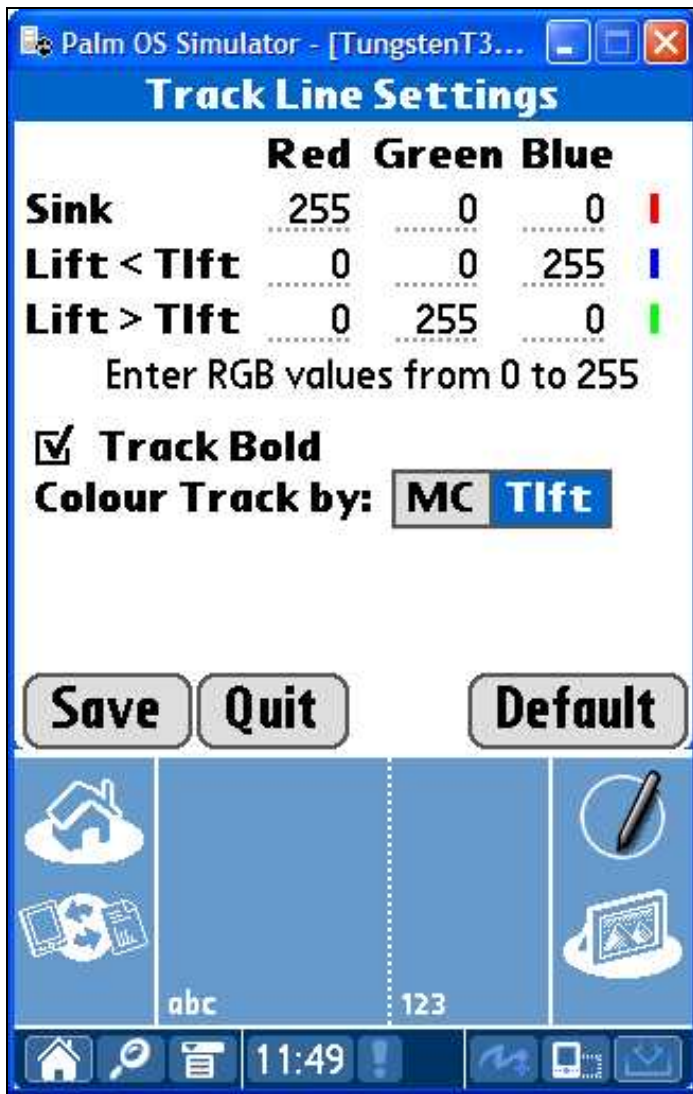 Palm OS Simulator - [TungstenT3...
Track Line Settings
Red Green Blue
Sink 255 0 0
Lift < Tlft 0 0 255
Lift > Tlft 0 255 0
Enter RGB values from 0 to 255
Track Bold
Colour Track by: MC Tlft
Save Quit Default
abc 123
11:49